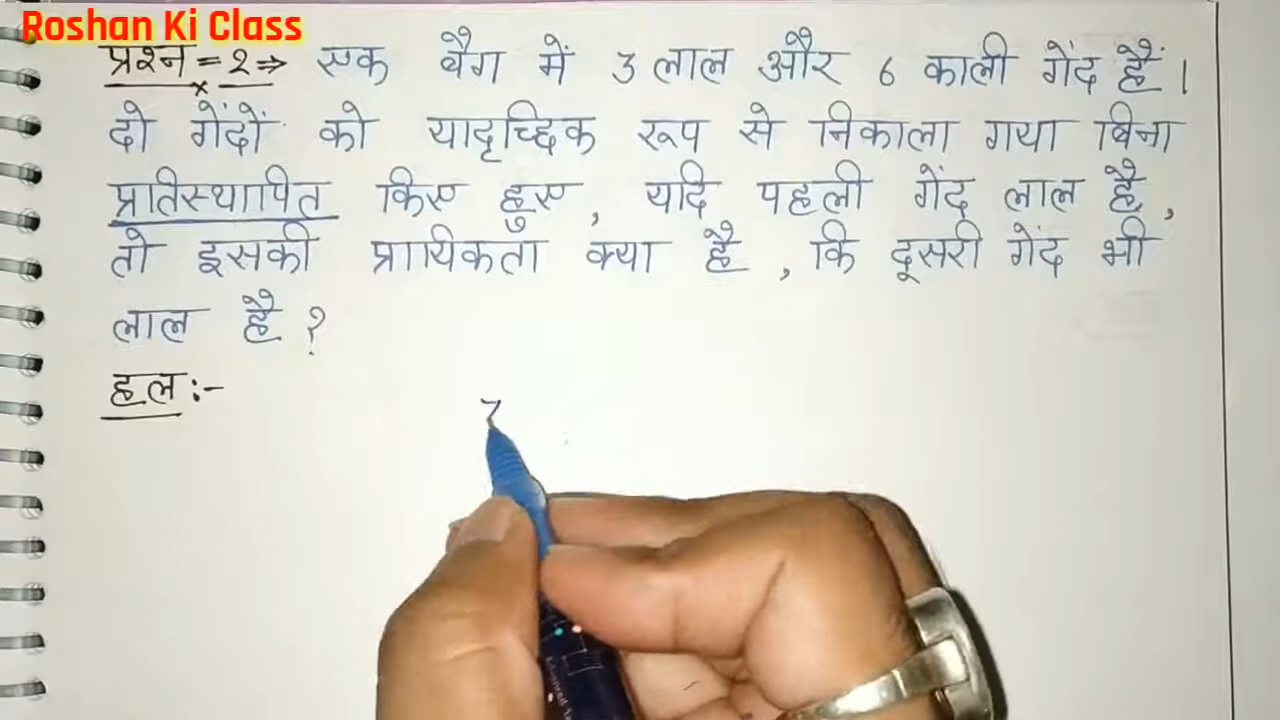 Roshan Ki Class
प्रश्न = 2 ⇒ एक बैग में 3 लाल और 6 काली गेंद हैं।
दो गेंदों को यादृच्छिक रूप से निकाला गया बिना
प्रतिस्थापित किए हुए, यदि पहली गेंद लाल है,
तो इसकी प्रायिकता क्या है, कि दूसरी गेंद भी
लाल है?
हल :-